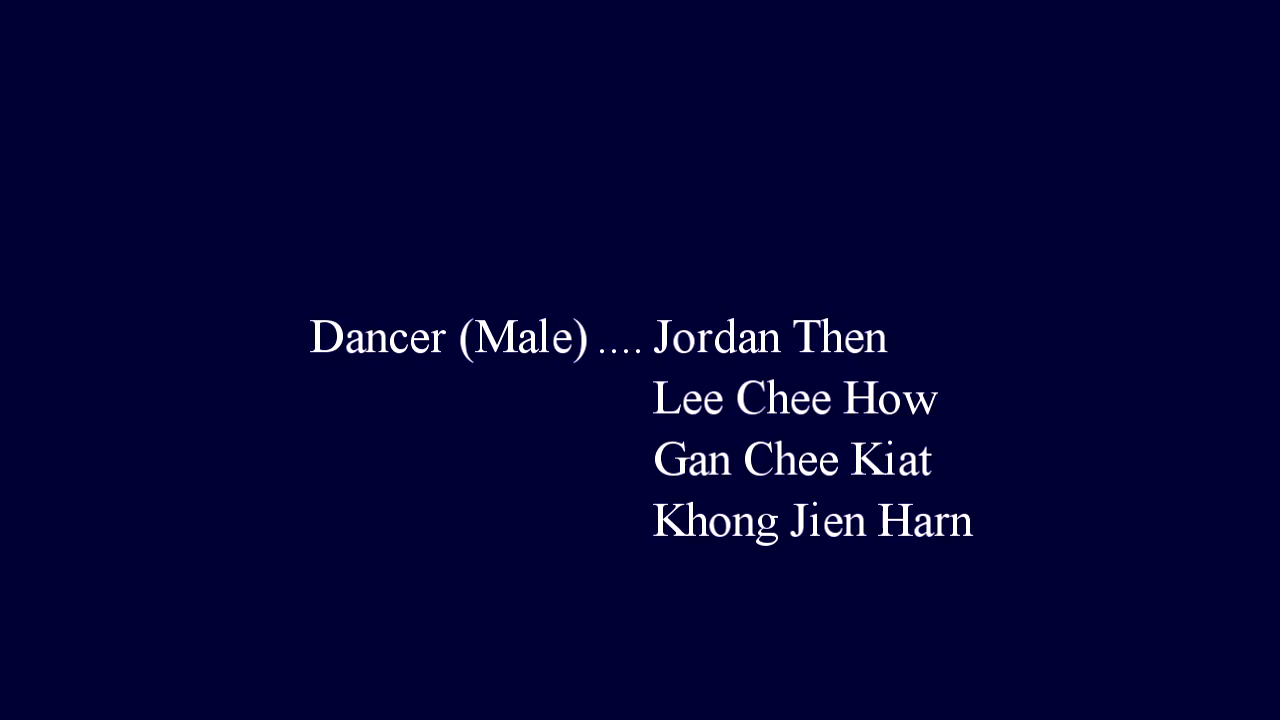 Dancer (Male) .... Jordan Then
Lee Chee How
Gan Chee Kiat
Khong Jien Harn